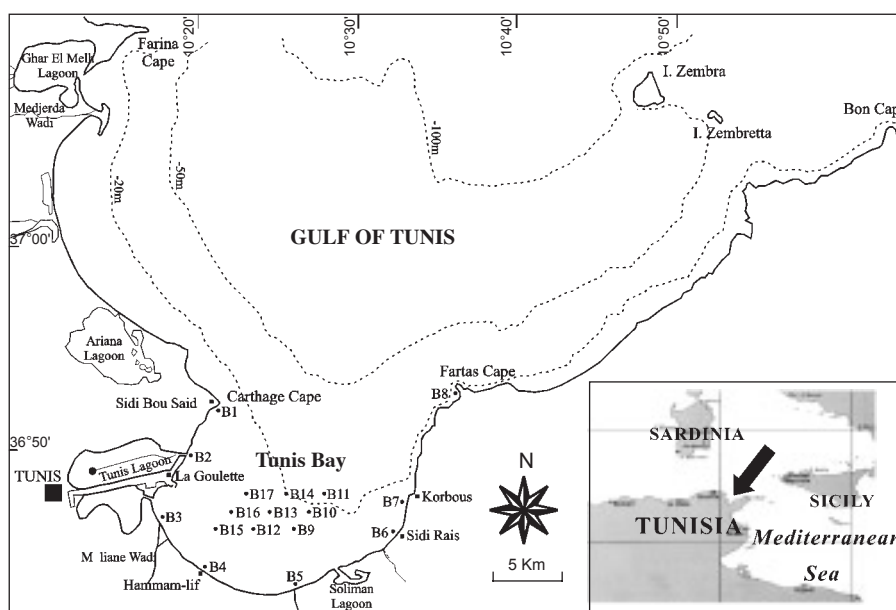 10°20
10°30
10°40
10°50
Farina
Cape
Ghar El Melh
Lagoon
Medjerda
Wadi
I. Zembra
I. Zembretta
Bon Cap
-20m
-50m
-100m
37°00'
GULF OF TUNIS
Ariana
Lagoon
Fartas Cape
B8
Sidi Bou Said
Carthage Cape
B1
36°50'
B2
Tunis Lagoon
La Goulette
TUNIS
Tunis Bay
B17 B14 B11
B16 B13 B10
B15 B12 B9
B3
M liane Wadi
B4
Hammam-lif
B5
Soliman
Lagoon
B7
Korbous
B6
Sidi Rais
N
5 Km
SARDINIA
SICILY
TUNISIA
Mediterranean
Sea